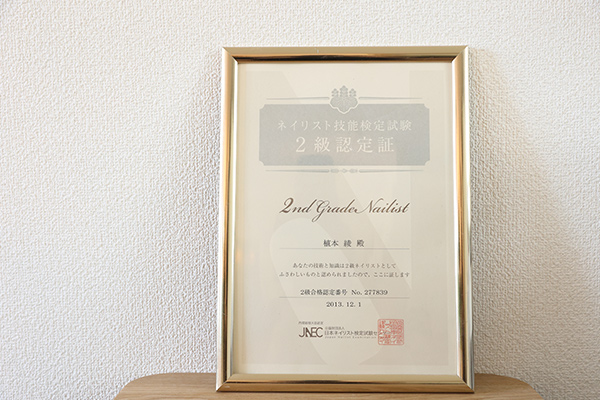 ネイリスト技能検定試験
2級認定証
2nd Grade Nailist
植本 綾 殿
あなたの技術と知識は2級ネイリストとして
ふさわしいものと認められましたので、ここに証します
2級合格認定番号 No. 277839
2013. 12. 1
JNEC
日本ネイリスト検定試験セ